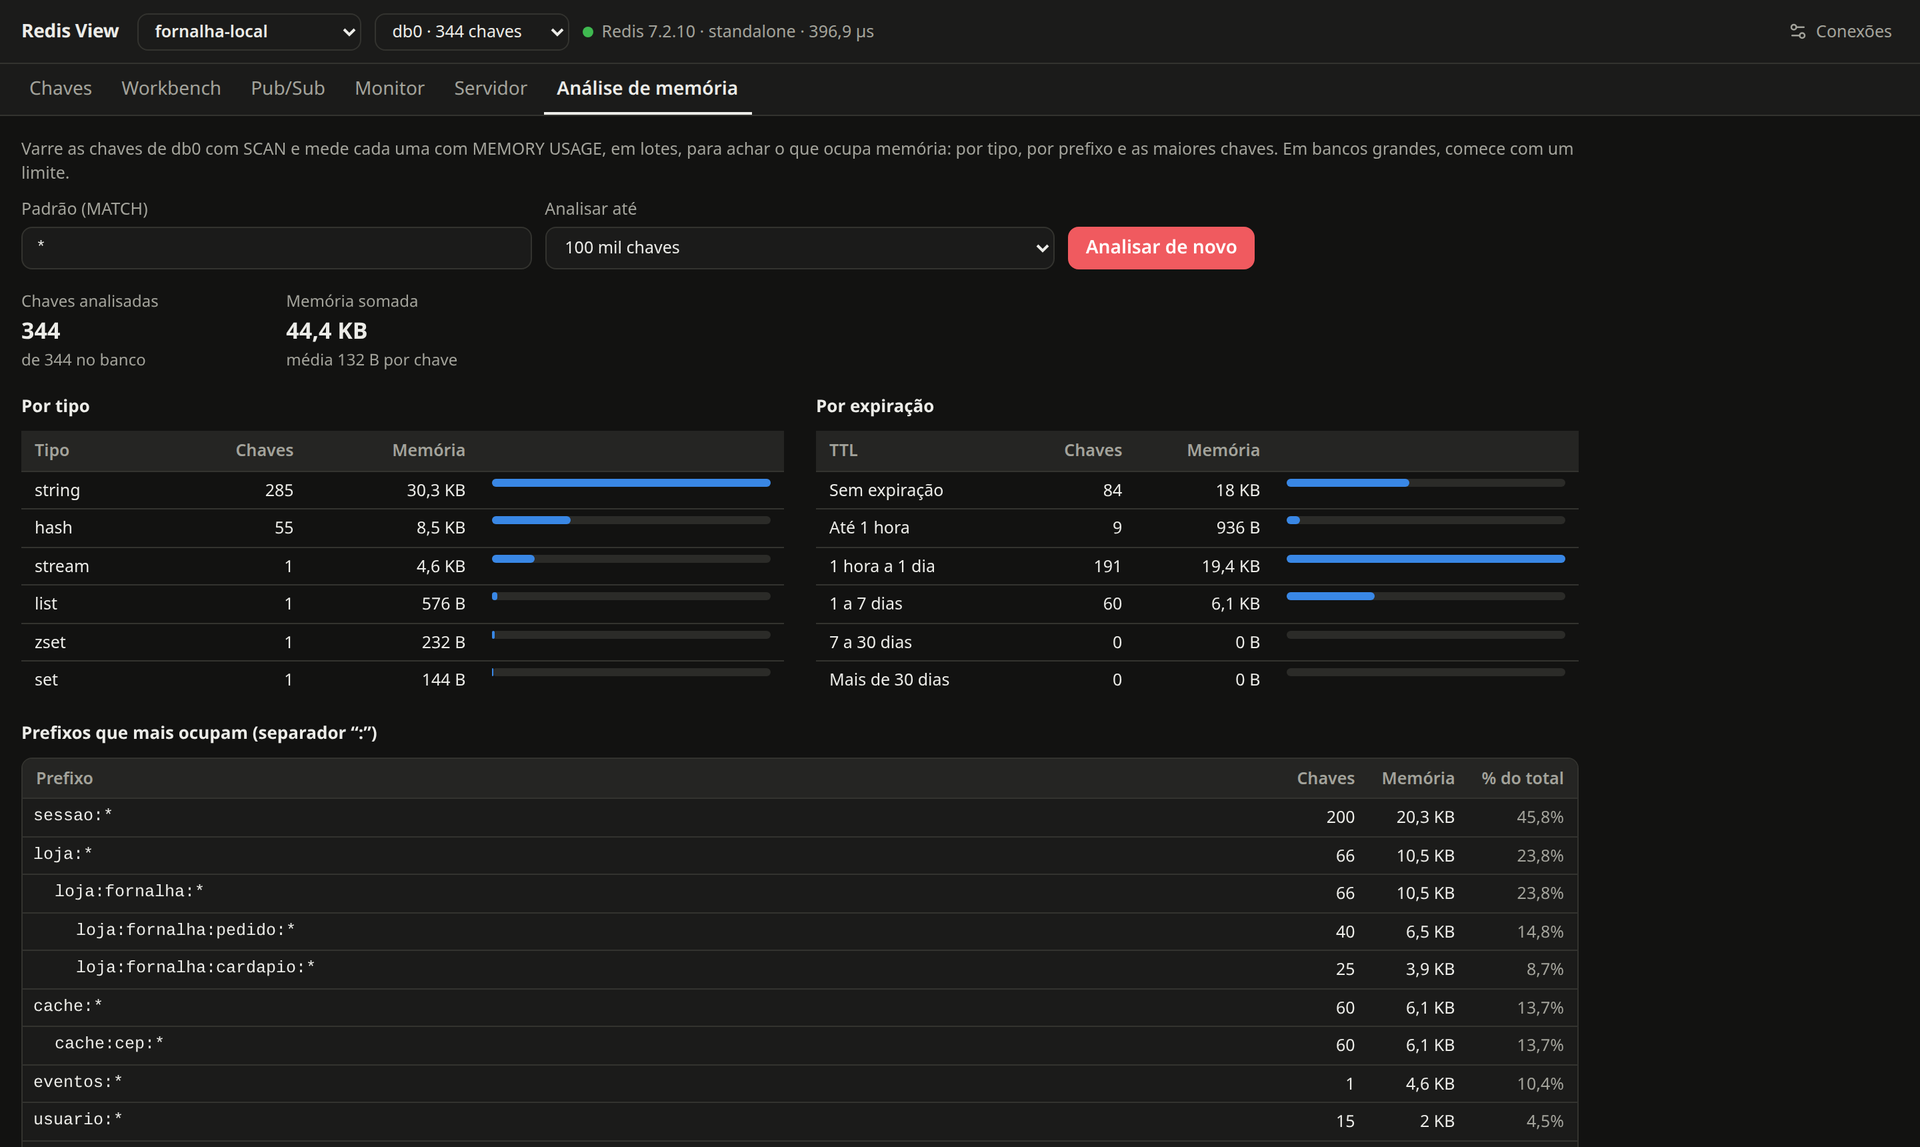 Redis View fornalha-local db0 · 344 chaves Redis 7.2.10 · standalone · 396,9 µs Conexões
Chaves Workbench Pub/Sub Monitor Servidor Análise de memória
Varre as chaves de db0 com SCAN e mede cada uma com MEMORY USAGE, em lotes, para achar o que ocupa memória: por tipo, por prefixo e as maiores chaves. Em bancos grandes, comece com um
limite.
Padrão (MATCH) Analisar até
* 100 mil chaves Analisar de novo
Chaves analisadas Memória somada
344 44,4 KB
de 344 no banco média 132 B por chave
Por tipo Por expiração
Tipo Chaves Memória TTL Chaves Memória
string 285 30,3 KB Sem expiração 84 18 KB
hash 55 8,5 KB Até 1 hora 9 936 B
stream 1 4,6 KB 1 hora a 1 dia 191 19,4 KB
list 1 576 B 1 a 7 dias 60 6,1 KB
zset 1 232 B 7 a 30 dias 0 0 B
set 1 144 B Mais de 30 dias 0 0 B
Prefixos que mais ocupam (separador “:”)
Prefixo Chaves Memória % do total
sessao:* 200 20,3 KB 45,8%
loja:* 66 10,5 KB 23,8%
loja:fornalha:* 66 10,5 KB 23,8%
loja:fornalha:pedido:* 40 6,5 KB 14,8%
loja:fornalha:cardapio:* 25 3,9 KB 8,7%
cache:* 60 6,1 KB 13,7%
cache:cep:* 60 6,1 KB 13,7%
eventos:* 1 4,6 KB 10,4%
usuario:* 15 2 KB 4,5%